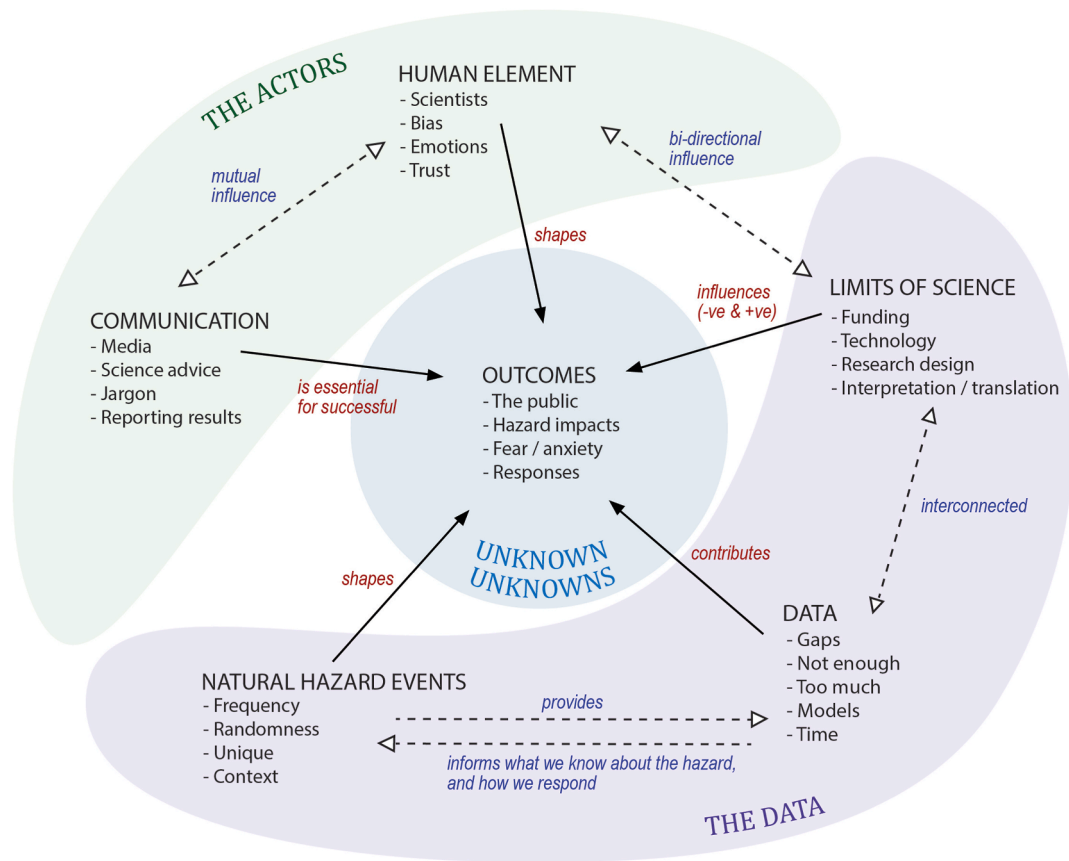 THE ACTORS
HUMAN ELEMENT
- Scientists
- Bias
- Emotions
- Trust
mutual
influence
bi-directional
influence
shapes
COMMUNICATION
- Media
- Science advice
- Jargon
- Reporting results
is essential
for successful
influences
(-ve & +ve)
LIMITS OF SCIENCE
- Funding
- Technology
- Research design
- Interpretation / translation
OUTCOMES
- The public
- Hazard impacts
- Fear / anxiety
- Responses
UNKNOWN
UNKNOWNS
interconnected
shapes
contributes
DATA
- Gaps
- Not enough
- Too much
- Models
- Time
NATURAL HAZARD EVENTS
- Frequency
- Randomness
- Unique
- Context
provides
informs what we know about the hazard,
and how we respond
THE DATA